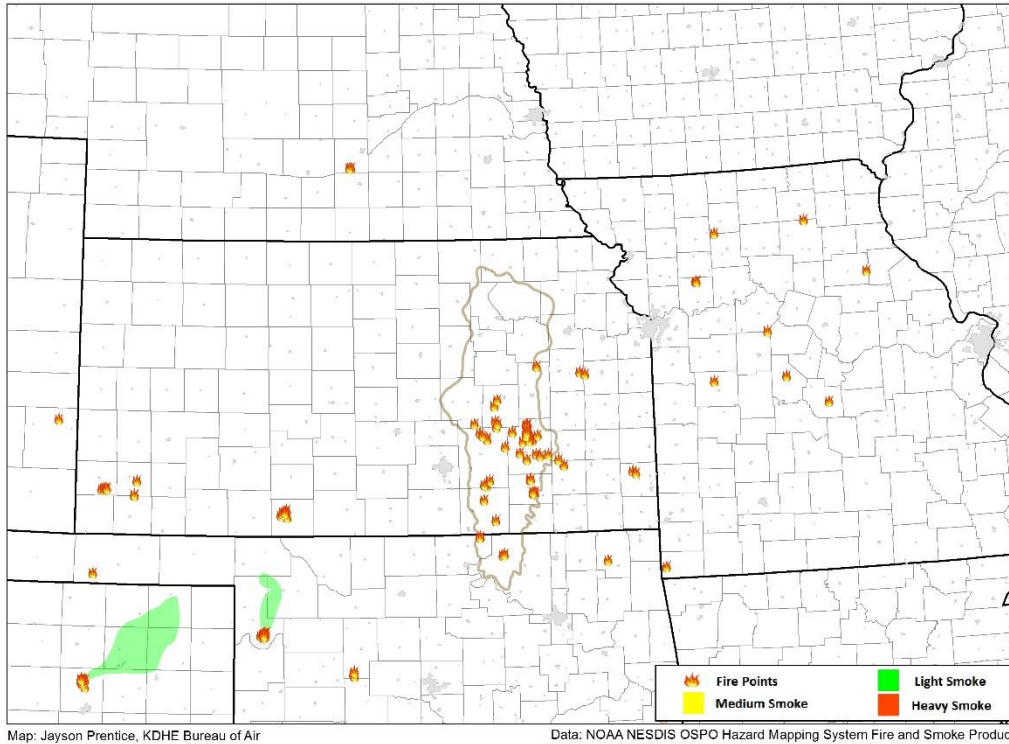 Fire Points
Light Smoke
Medium Smoke
Heavy Smoke
Map: Jayson Prentice, KDHE Bureau of Air
Data: NOAA NESDIS OSPO Hazard Mapping System Fire and Smoke Produc